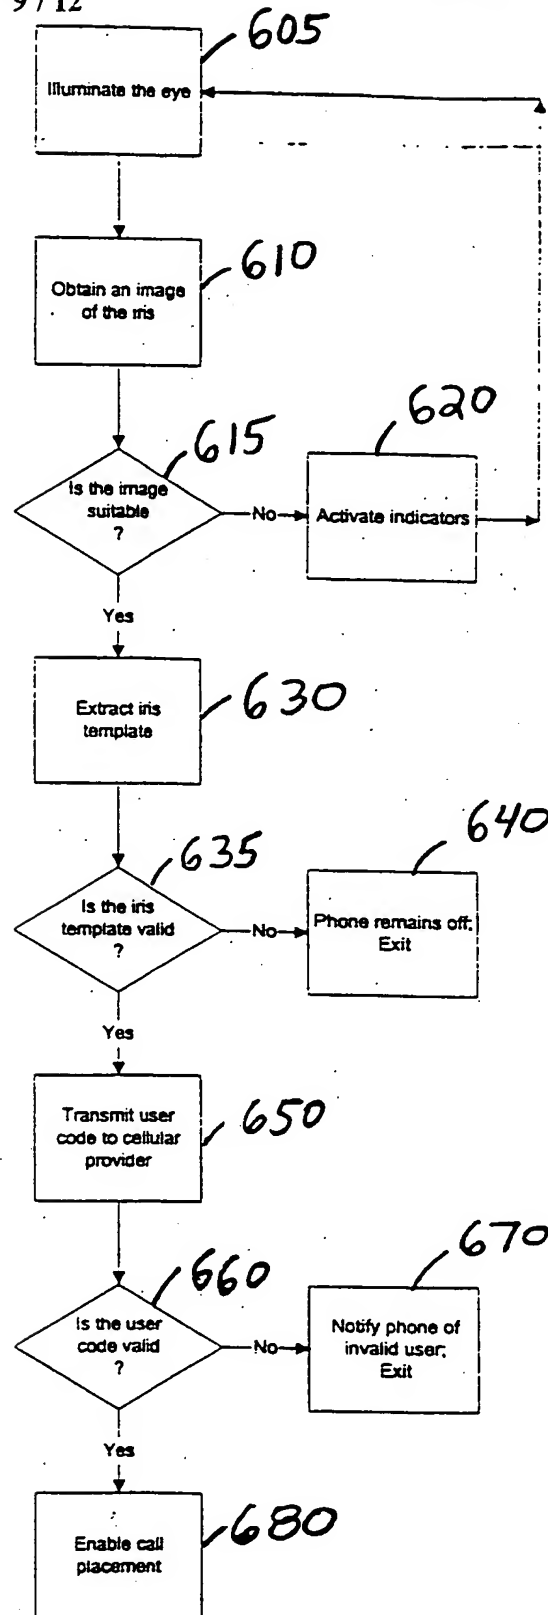 9 / 12
605
Illuminate the eye
610
Obtain an image
of the iris
615
620
Is the image
suitable
?
No
Activate indicators
Yes
630
Extract iris
template
635
640
Is the iris
template valid
?
No
Phone remains off;
Exit
Yes
650
Transmit user
code to cellular
provider
660
670
Is the user
code valid
?
No
Notify phone of
invalid user;
Exit
Yes
680
Enable call
placement